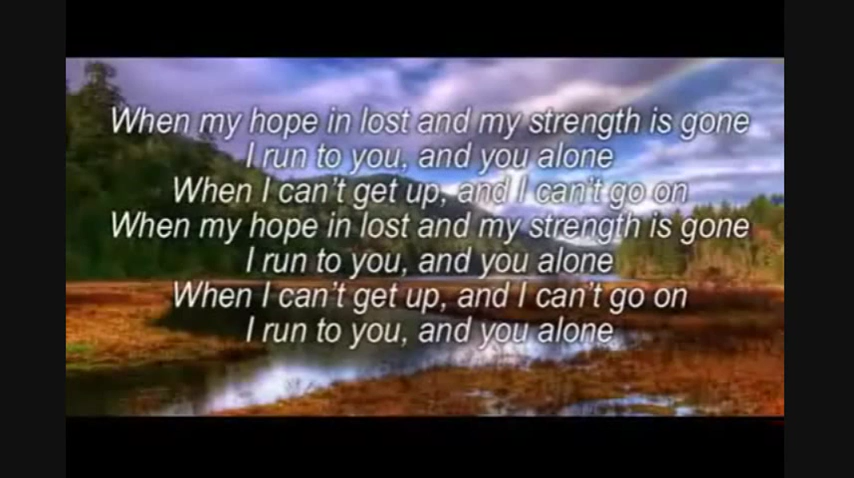 When my hope in lost and my strength is gone
I run to you, and you alone
When I can't get up, and I can't go on
When my hope in lost and my strength is gone
I run to you, and you alone
When I can't get up, and I can't go on
I run to you, and you alone